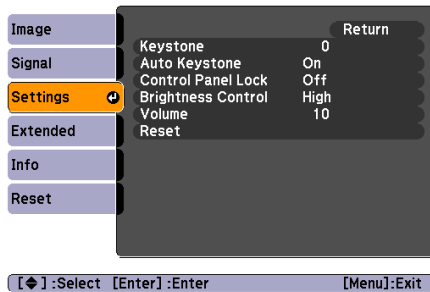 Image
Signal
Settings
Extended
Info
Reset
Return
Keystone 0
Auto Keystone On
Control Panel Lock Off
Brightness Control High
Volume 10
Reset
[◆] :Select [Enter] :Enter [Menu]:Exit